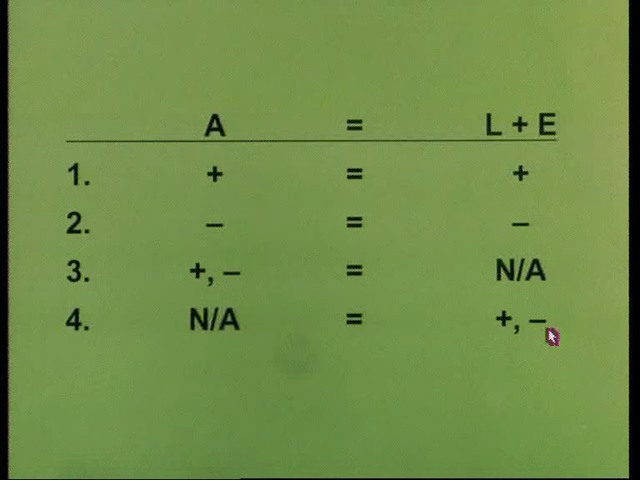 A = L + E
1. + = +
2. – = –
3. +, – = N/A
4. N/A = +, –